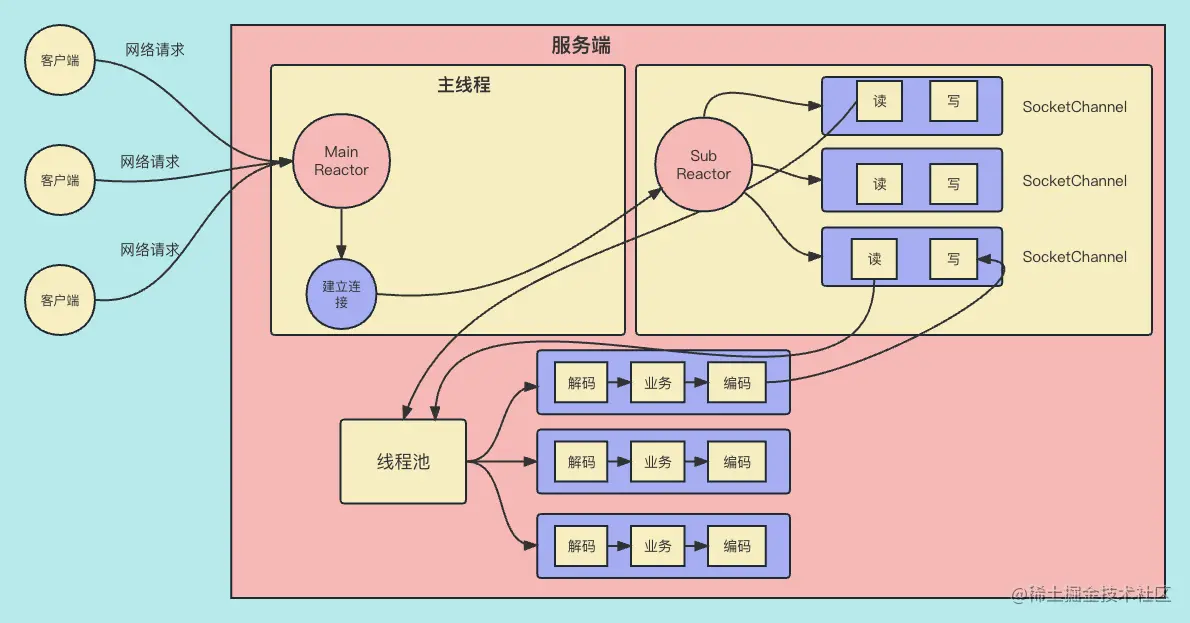 服务端
客户端
网络请求
客户端
网络请求
客户端
网络请求
主线程
Main
Reactor
建立连
接
Sub
Reactor
读
写
SocketChannel
读
写
SocketChannel
读
写
SocketChannel
线程池
解码
业务
编码
解码
业务
编码
解码
业务
编码
@稀土掘金技术社区